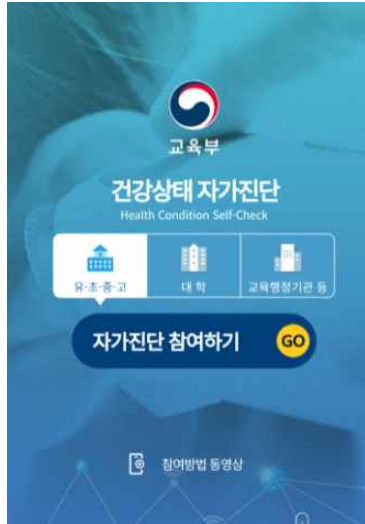 교육부
건강상태 자가진단
Health Condition Self-Check
유·초·중·고
대 학
교육행정기관 등
자가진단 참여하기
GO
참여방법 동영상